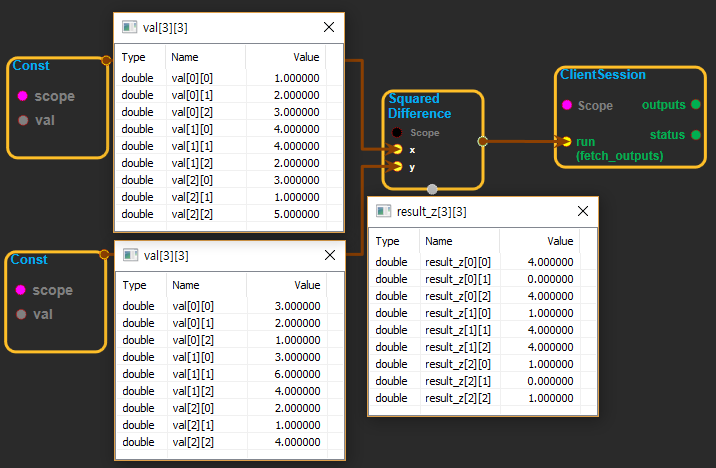 Const
scope
val
val[3][3]
Type Name Value
double val[0][0] 1.000000
double val[0][1] 2.000000
double val[0][2] 3.000000
double val[1][0] 4.000000
double val[1][1] 4.000000
double val[1][2] 2.000000
double val[2][0] 3.000000
double val[2][1] 1.000000
double val[2][2] 5.000000
Squared
Difference
Scope
x
y
ClientSession
Scope outputs
status
run
(fetch_outputs)
Const
scope
val
val[3][3]
Type Name Value
double val[0][0] 3.000000
double val[0][1] 2.000000
double val[0][2] 1.000000
double val[1][0] 3.000000
double val[1][1] 6.000000
double val[1][2] 4.000000
double val[2][0] 2.000000
double val[2][1] 1.000000
double val[2][2] 4.000000
result_z[3][3]
Type Name Value
double result_z[0][0] 4.000000
double result_z[0][1] 0.000000
double result_z[0][2] 4.000000
double result_z[1][0] 1.000000
double result_z[1][1] 4.000000
double result_z[1][2] 4.000000
double result_z[2][0] 1.000000
double result_z[2][1] 0.000000
double result_z[2][2] 1.000000